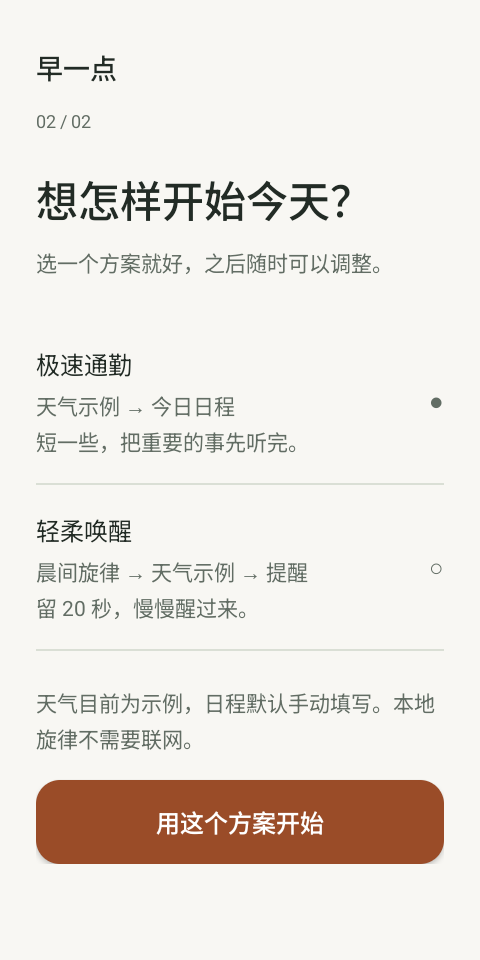 早一点
02 / 02
想怎样开始今天？
选一个方案就好，之后随时可以调整。
极速通勤
天气示例 → 今日日程
短一些，把重要的事先听完。
轻柔唤醒
晨间旋律 → 天气示例 → 提醒
留 20 秒，慢慢醒过来。
天气目前为示例，日程默认手动填写。本地
旋律不需要联网。
用这个方案开始